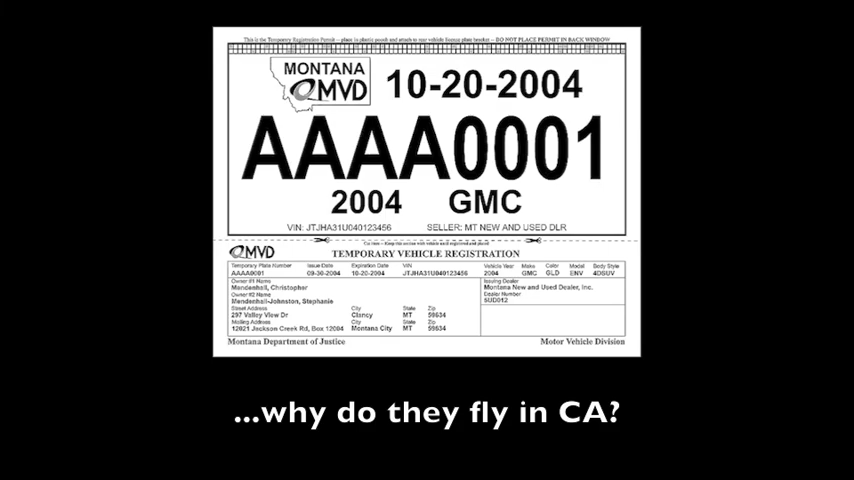 This is the Temporary Registration Permit - place in plastic pouch and attach to rear vehicle license plate bracket - DO NOT PLACE PERMIT IN BACK WINDOW
MONTANA
MVD
10-20-2004
AAAA0001
2004 GMC
VIN: JTJHA31U040123456 SELLER: MT NEW AND USED DLR
MVD
TEMPORARY VEHICLE REGISTRATION
Temporary Plate Number Issue Date Expiration Date VIN Vehicle Year Make Color Model Body Style
AAAA0001 09-30-2004 10-20-2004 JTJHA31U040123456 2004 GMC GLD ENV 4DSUV
Owner #1 Name Issuing Dealer
Mendenhall, Christopher Montana New and Used Dealer, Inc.
Owner #2 Name Dealer Number
Mendenhall-Johnston, Stephanie 5UD012
Street Address City State Zip
297 Valley View Dr Clancy MT 59634
Mailing Address City State Zip
12021 Jackson Creek Rd, Box 12004 Montana City MT 59634
Montana Department of Justice Motor Vehicle Division
...why do they fly in CA?